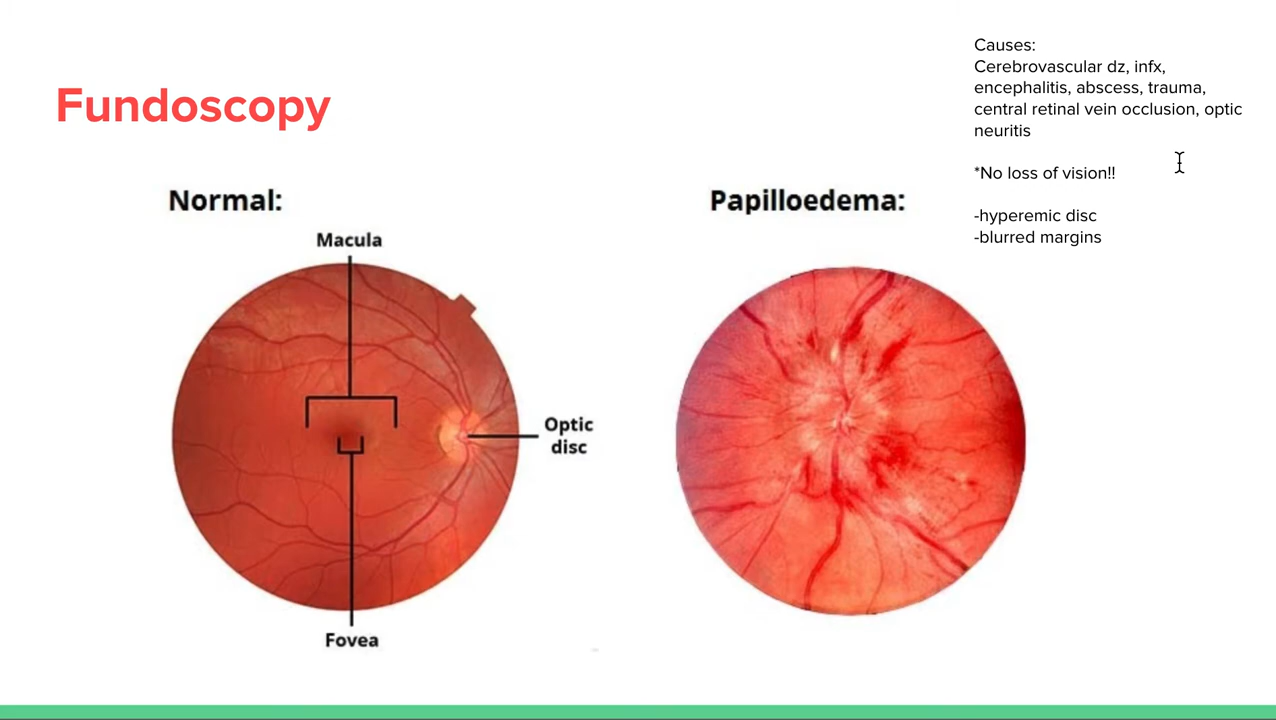 Fundoscopy
Causes:
Cerebrovascular dz, infx,
encephalitis, abscess, trauma,
central retinal vein occlusion, optic
neuritis
*No loss of vision!!
-hyperemic disc
-blurred margins
Normal:
Macula
Optic
disc
Fovea
Papilloedema: